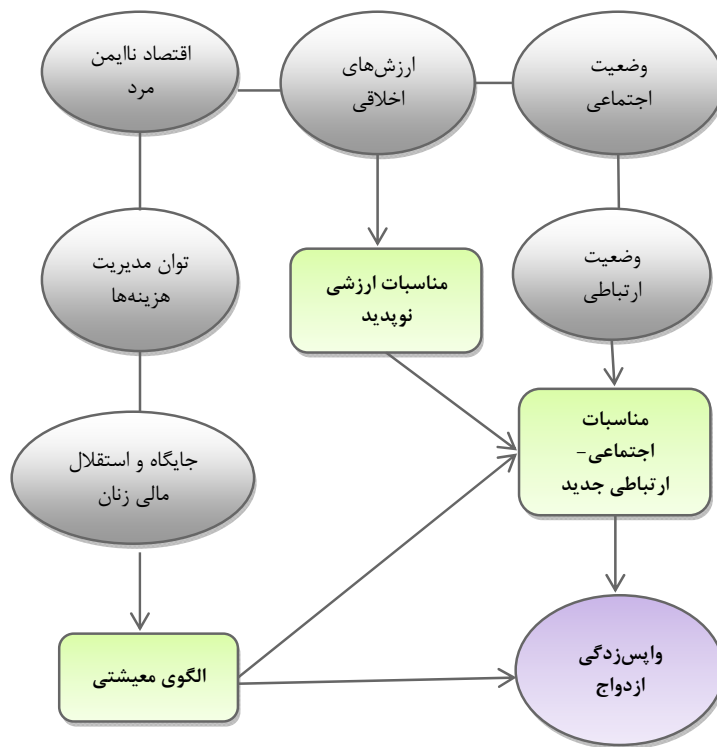 وضعیت
اجتماعی
ارزش‌های
اخلاقی
اقتصاد ناایمن
مرد
وضعیت
ارتباطی
مناسبات ارزشی
نوپدید
توان مدیریت
هزینه‌ها
مناسبات
اجتماعی-
ارتباطی جدید
جایگاه و استقلال
مالی زنان
واپس‌زدگی
ازدواج
الگوی معیشتی